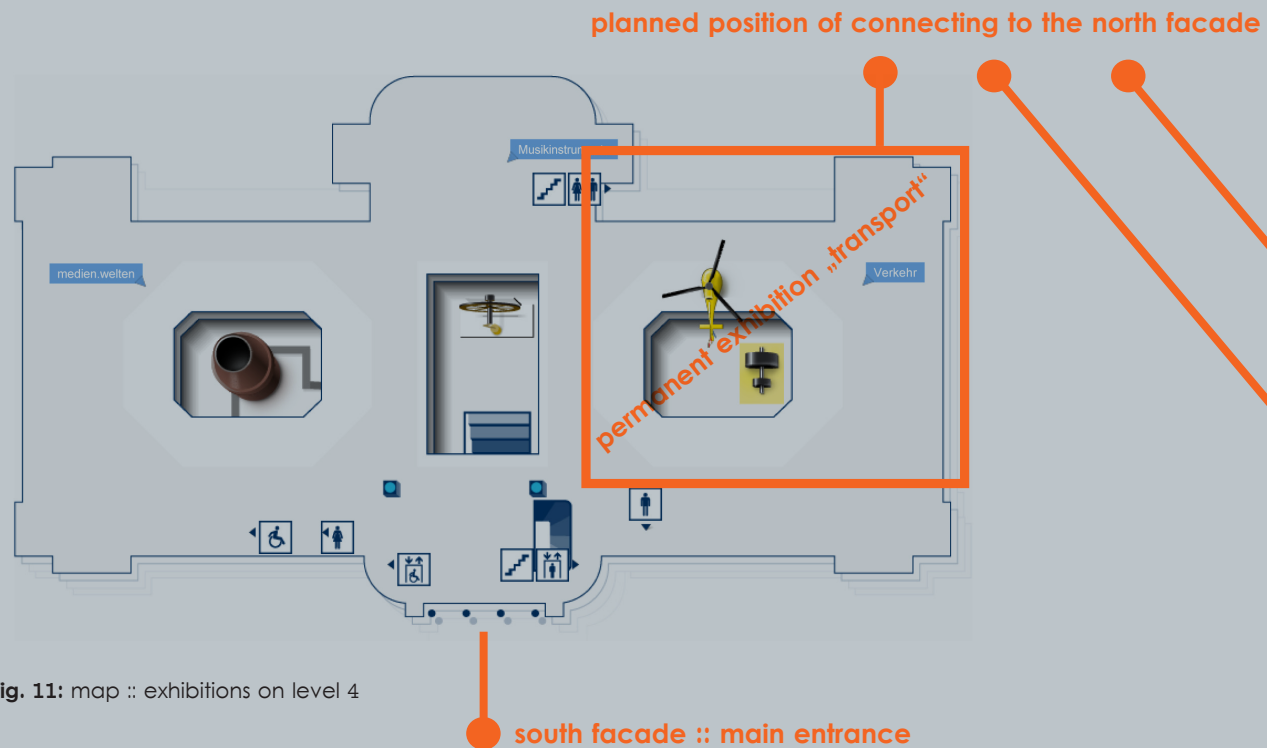 planned position of connecting to the north facade
Musikinstru
medien.welten
Verkehr
permanent exhibition „transport“
ig. 11: map :: exhibitions on level 4
south facade :: main entrance